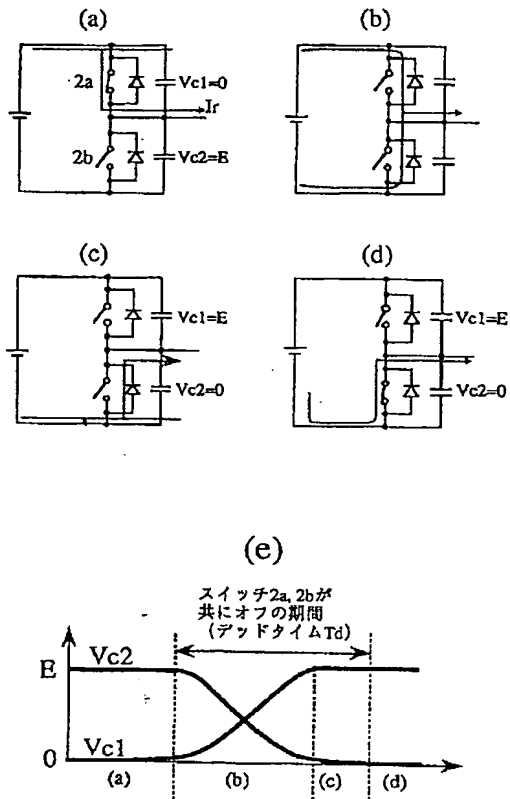 (a)
(b)
2a
Vc1=0
Ir
2b
Vc2=E
(c)
(d)
Vc1=E
Vc2=0
Vc1=E
Vc2=0
(e)
スイッチ2a, 2bが
共にオフの期間
(デッドタイムTd)
E
Vc2
0
Vc1
(a)
(b)
(c)
(d)